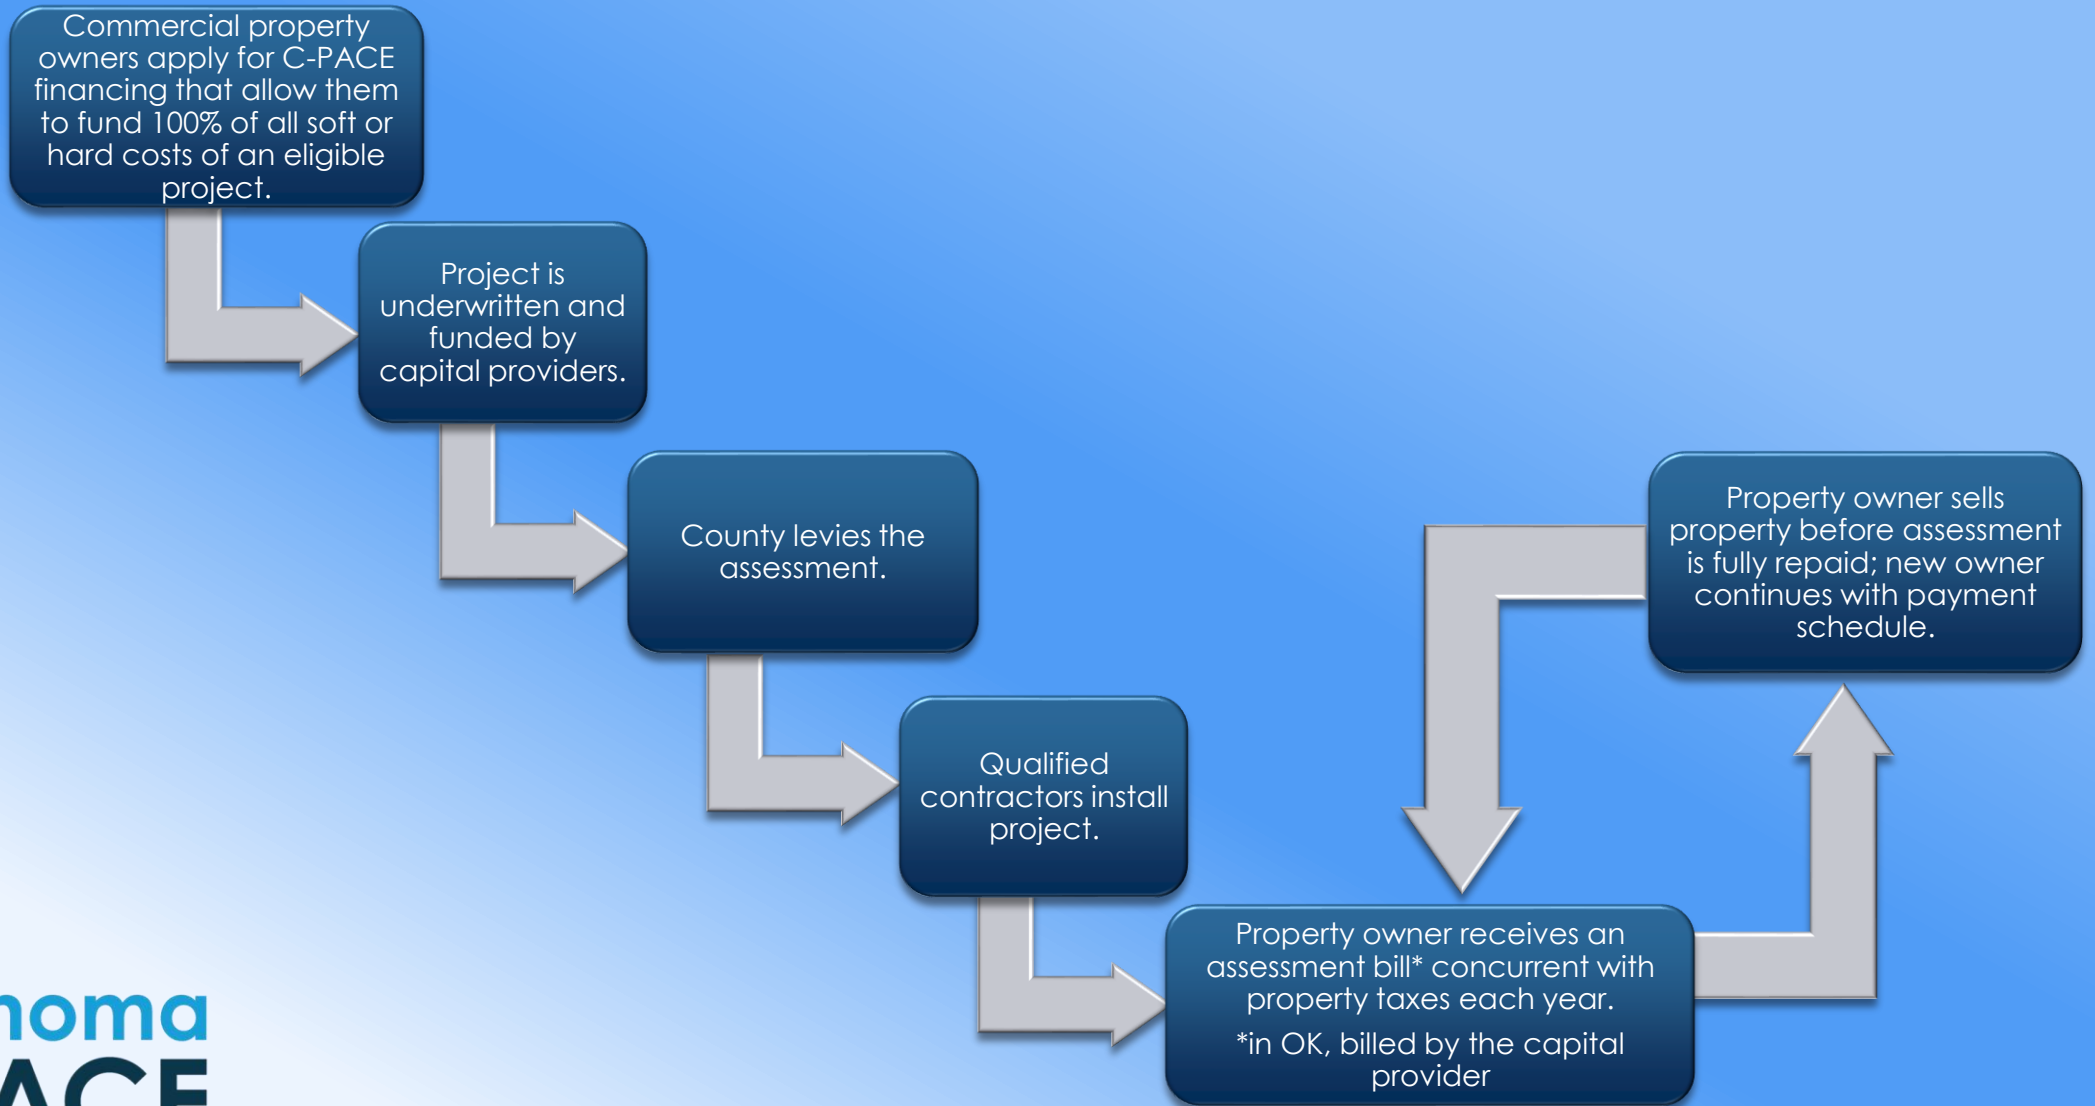 Commercial property
owners apply for C-PACE
financing that allow them
to fund 100% of all soft or
hard costs of an eligible
project.
Project is
underwritten and
funded by
capital providers.
County levies the
assessment.
Qualified
contractors install
project.
Property owner sells
property before assessment
is fully repaid; new owner
continues with payment
schedule.
Property owner receives an
assessment bill* concurrent with
property taxes each year.
*in OK, billed by the capital
provider
homa
ACE